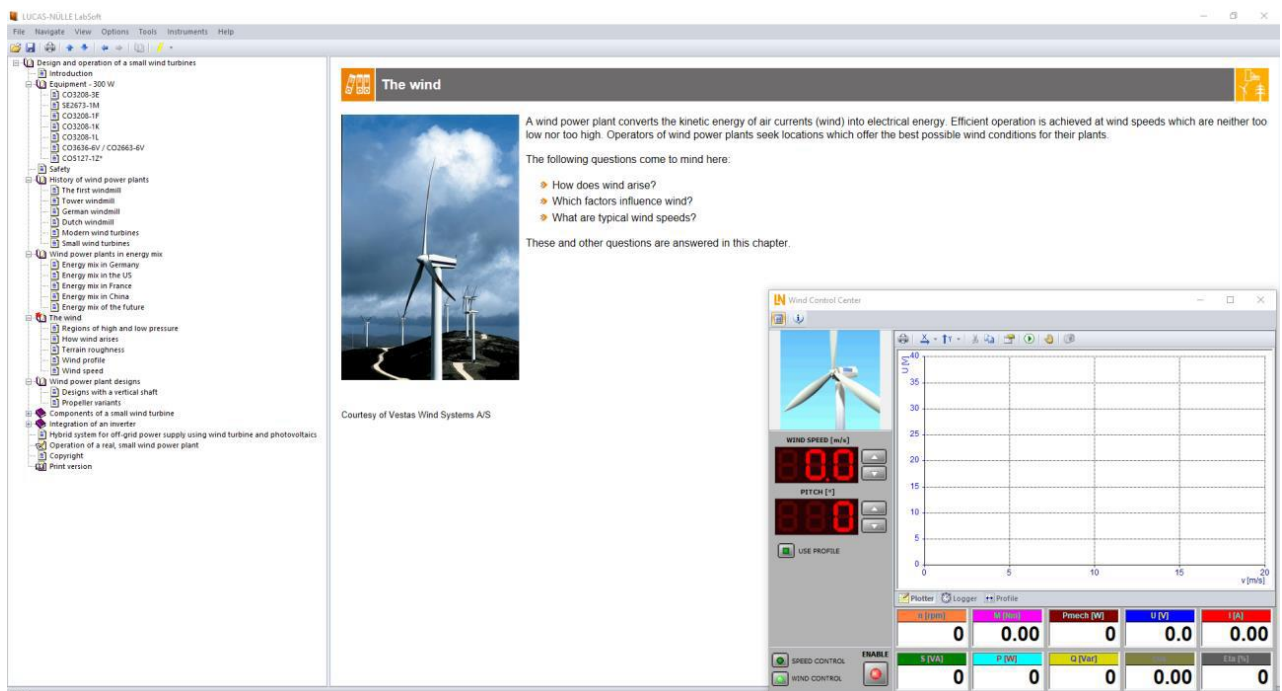 LUCAS-NÜLLE LabSoft
File Navigate View Options Tools Instruments Help
Design and operation of a small wind turbines
Introduction
Equipment - 300 W
CO3208-3E
SE2673-1M
CO3208-1F
CO3208-1K
CO3208-1L
CO3636-6V / CO2663-6V
CO5127-1Z*
Safety
History of wind power plants
The first windmill
Tower windmill
German windmill
Dutch windmill
Modern wind turbines
Small wind turbines
Wind power plants in energy mix
Energy mix in Germany
Energy mix in the US
Energy mix in France
Energy mix in China
Energy mix of the future
The wind
Regions of high and low pressure
How wind arises
Terrain roughness
Wind profile
Wind speed
Wind power plant designs
Designs with a vertical shaft
Propeller variants
Components of a small wind turbine
Integration of an inverter
Hybrid system for off-grid power supply using wind turbine and photovoltaics
Operation of a real, small wind power plant
Copyright
Print version
The wind
A wind power plant converts the kinetic energy of air currents (wind) into electrical energy. Efficient operation is achieved at wind speeds which are neither too
low nor too high. Operators of wind power plants seek locations which offer the best possible wind conditions for their plants.
The following questions come to mind here:
How does wind arise?
Which factors influence wind?
What are typical wind speeds?
These and other questions are answered in this chapter.
Courtesy of Vestas Wind Systems A/S
LN Wind Control Center
WIND SPEED [m/s]
0.0
PITCH [°]
0
USE PROFILE
SPEED CONTROL
WIND CONTROL
ENABLE
U [V]
40
35
30
25
20
15
10
5
0
0 5 10 15 20
v [m/s]
Plotter Logger Profile
n [rpm] M [Nm] Pmech [W] U [V] I [A]
0 0.00 0 0.0 0.00
S [VA] P [W] Q [Var] Eta [%]
0 0 0 0.00 0